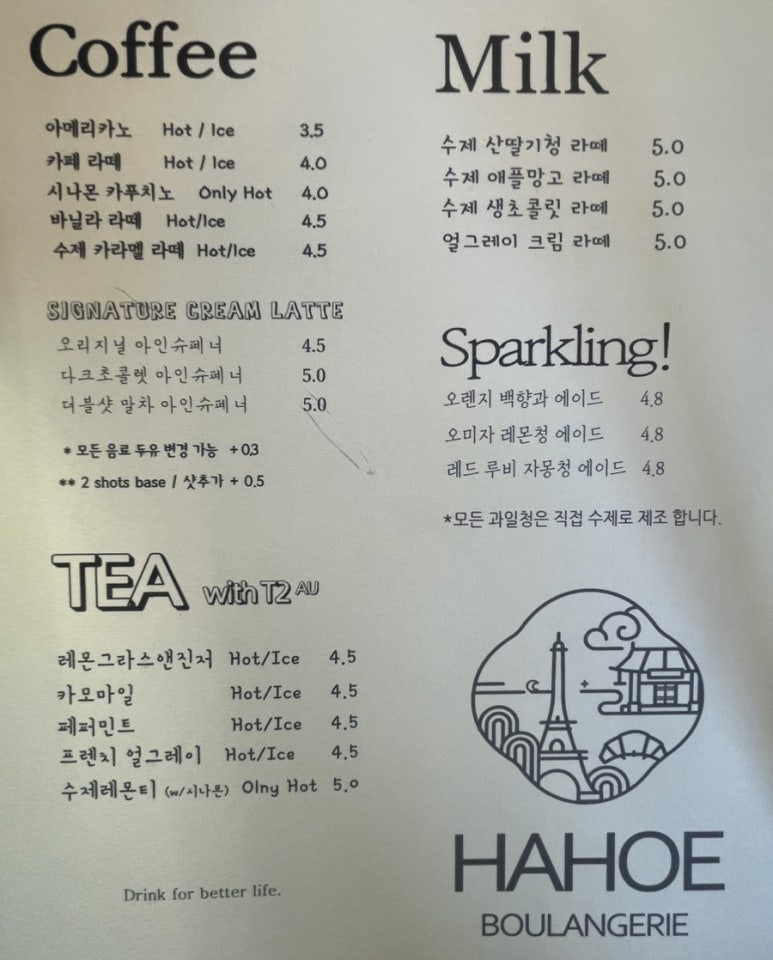 Coffee
아메리카노 Hot / Ice 3.5
카페 라떼 Hot / Ice 4.0
시나몬 카푸치노 Only Hot 4.0
바닐라 라떼 Hot/Ice 4.5
수제 카라멜 라떼 Hot/Ice 4.5
SIGNATURE CREAM LATTE
오리지널 아인슈페너 4.5
다크초콜렛 아인슈페너 5.0
더블샷 말차 아인슈페너 5.0
* 모든 음료 두유 변경 가능 + 0.3
** 2 shots base / 샷추가 + 0.5
TEA with T2 AU
레몬그라스앤진저 Hot/Ice 4.5
카모마일 Hot/Ice 4.5
페퍼민트 Hot/Ice 4.5
프렌치 얼그레이 Hot/Ice 4.5
수제레몬티 (w/시나몬) Olny Hot 5.0
Drink for better life.
Milk
수제 산딸기청 라떼 5.0
수제 애플망고 라떼 5.0
수제 생초콜릿 라떼 5.0
얼그레이 크림 라떼 5.0
Sparkling!
오렌지 백향과 에이드 4.8
오미자 레몬청 에이드 4.8
레드 루비 자몽청 에이드 4.8
*모든 과일청은 직접 수제로 제조 합니다.
HAHOE
BOULANGERIE